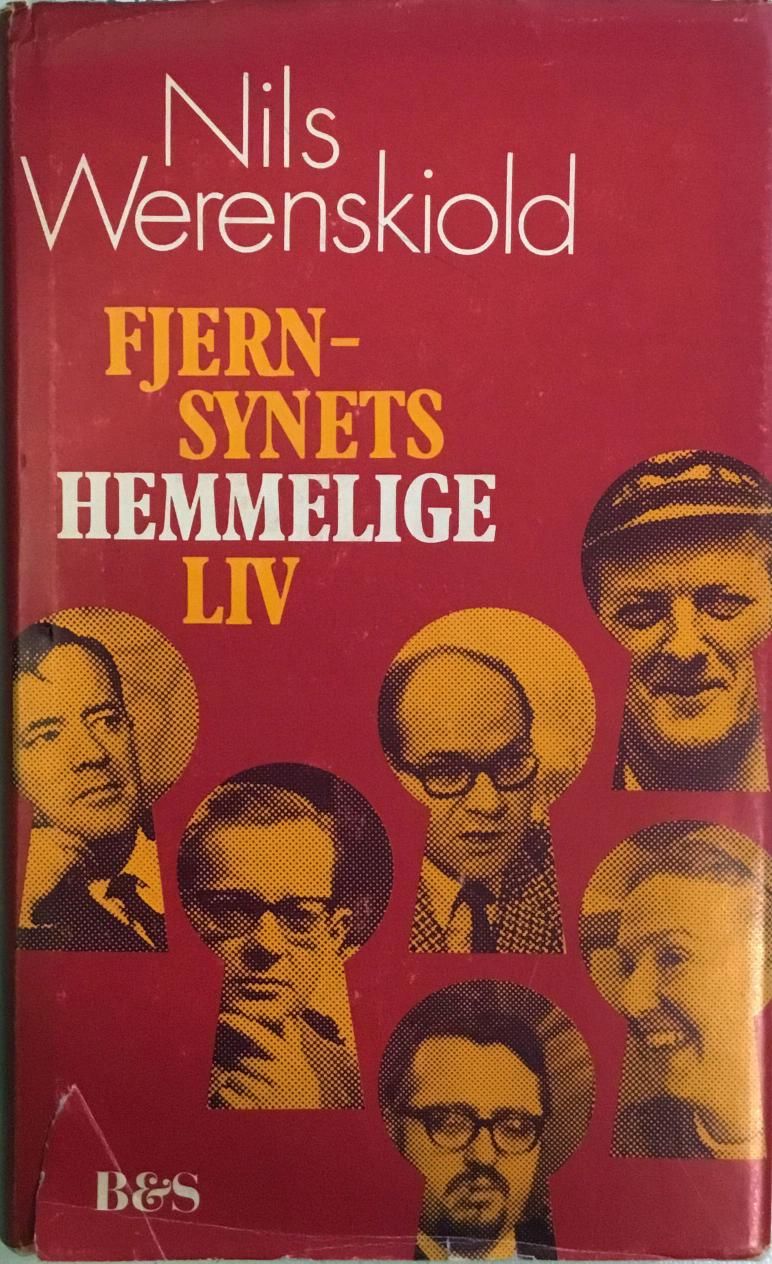 Nils
Werenskiold
FJERN-
SYNETS
HEMMELIGE
LIV
B&S